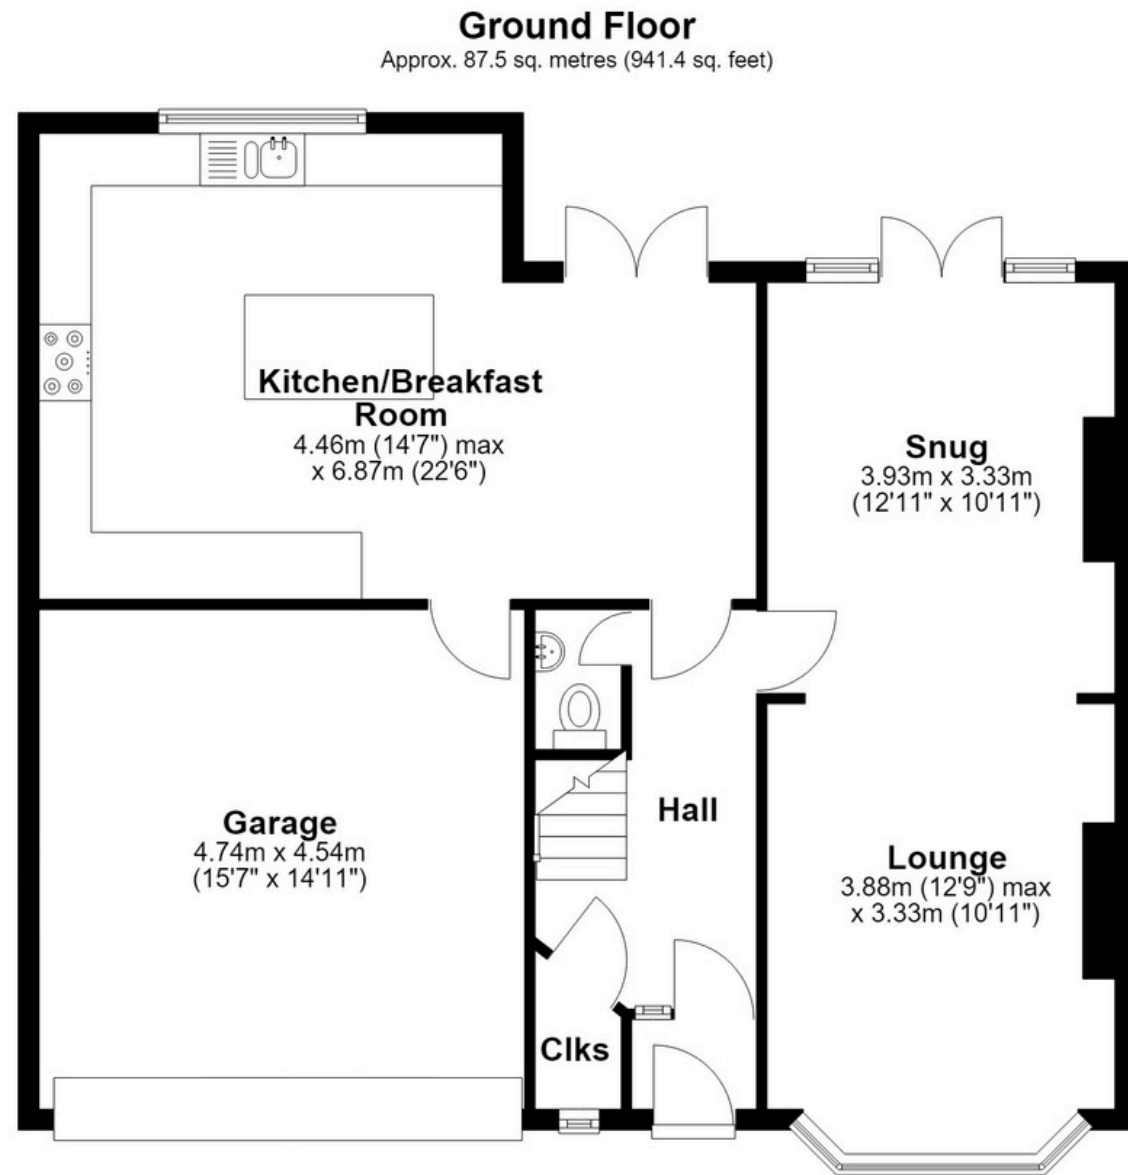 Ground Floor
Approx. 87.5 sq. metres (941.4 sq. feet)
Kitchen/Breakfast
Room
4.46m (14'7") max
x 6.87m (22'6")
Snug
3.93m x 3.33m
(12'11" x 10'11")
Garage
4.74m x 4.54m
(15'7" x 14'11")
Hall
Lounge
3.88m (12'9") max
x 3.33m (10'11")
Clks